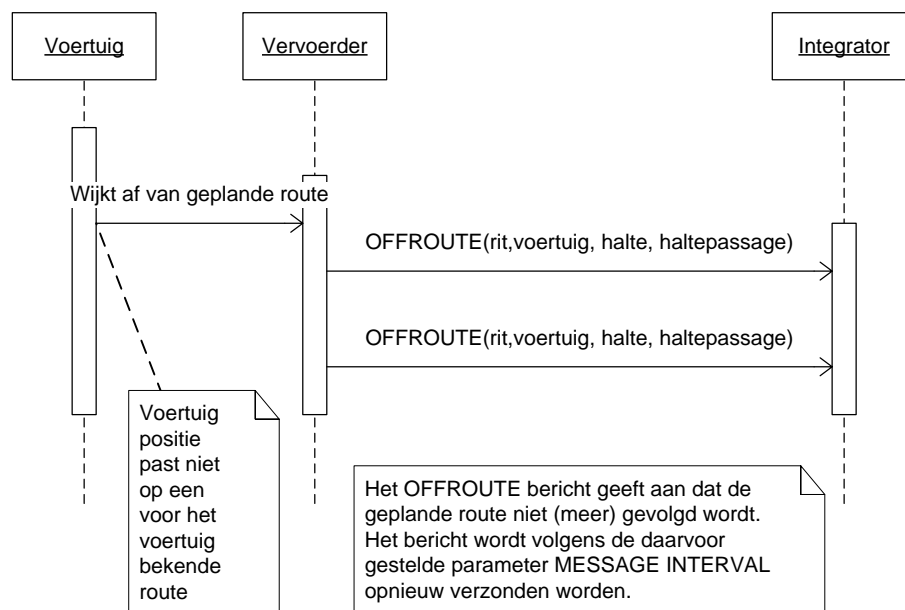 Voertuig
Vervoerder
Integrator
Wijkt af van geplande route
OFFROUTE(rit,voertuig, halte, haltepassage)
OFFROUTE(rit,voertuig, halte, haltepassage)
Voertuig
positie
past niet
op een
voor het
voertuig
bekende
route
Het OFFROUTE bericht geeft aan dat de
geplande route niet (meer) gevolgd wordt.
Het bericht wordt volgens de daarvoor
gestelde parameter MESSAGE INTERVAL
opnieuw verzonden worden.